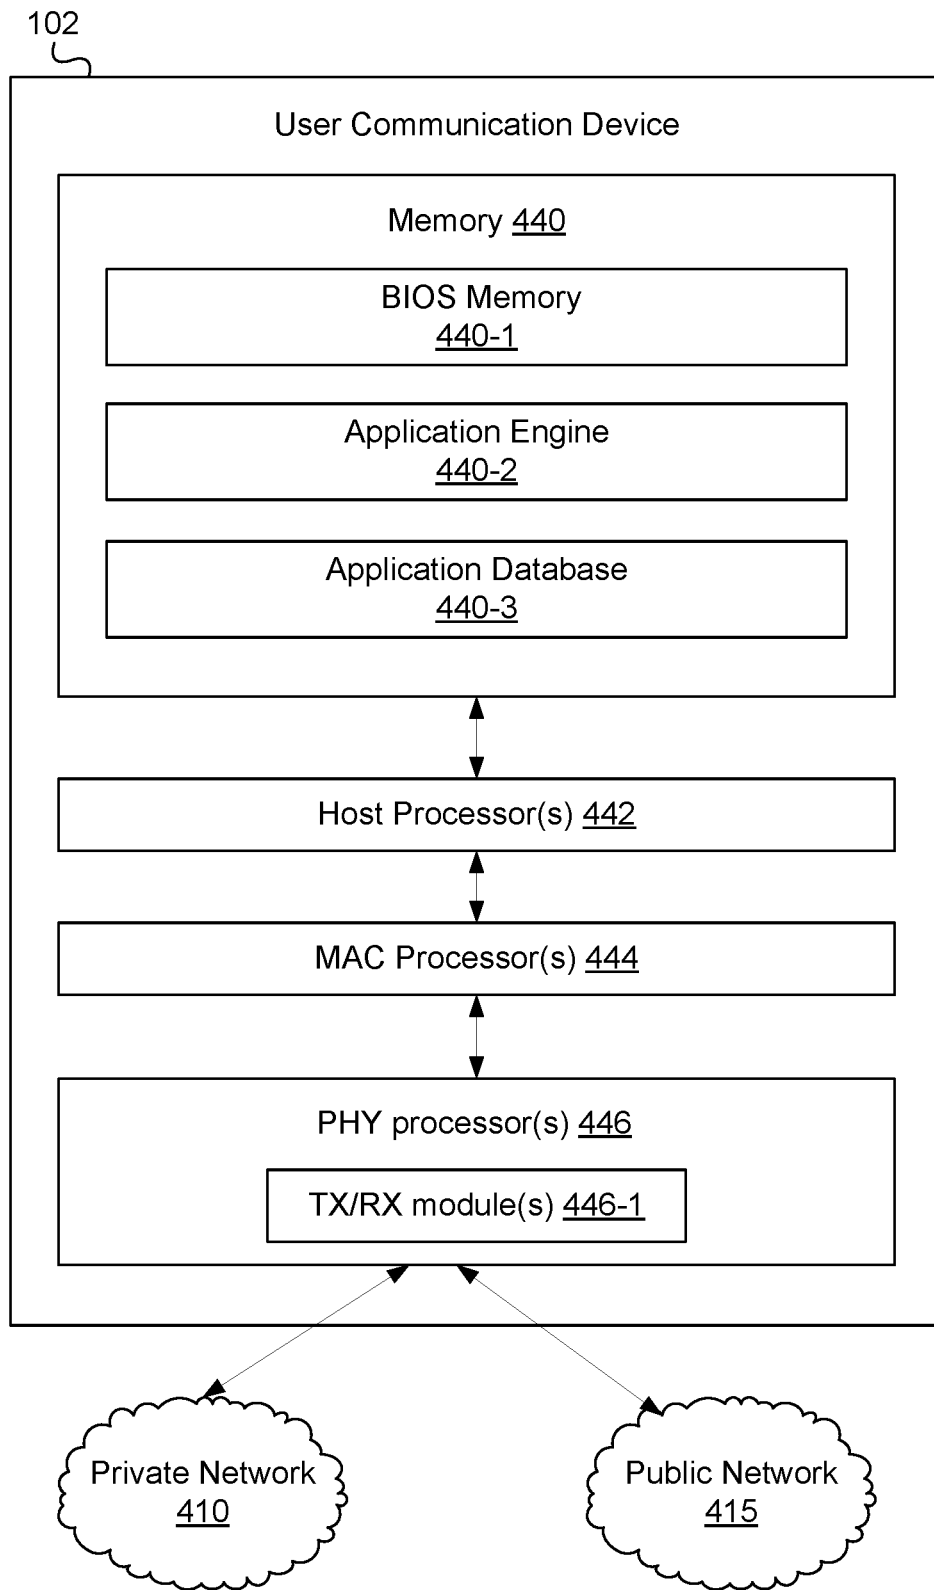 102
User Communication Device
Memory 440
BIOS Memory
440-1
Application Engine
440-2
Application Database
440-3
Host Processor(s) 442
MAC Processor(s) 444
PHY processor(s) 446
TX/RX module(s) 446-1
Private Network
410
Public Network
415